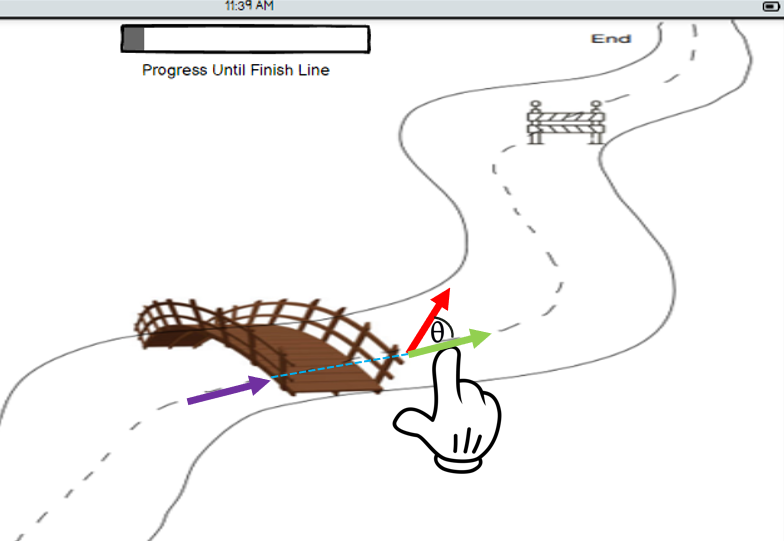 11:39 AM
End
Progress Until Finish Line
θ